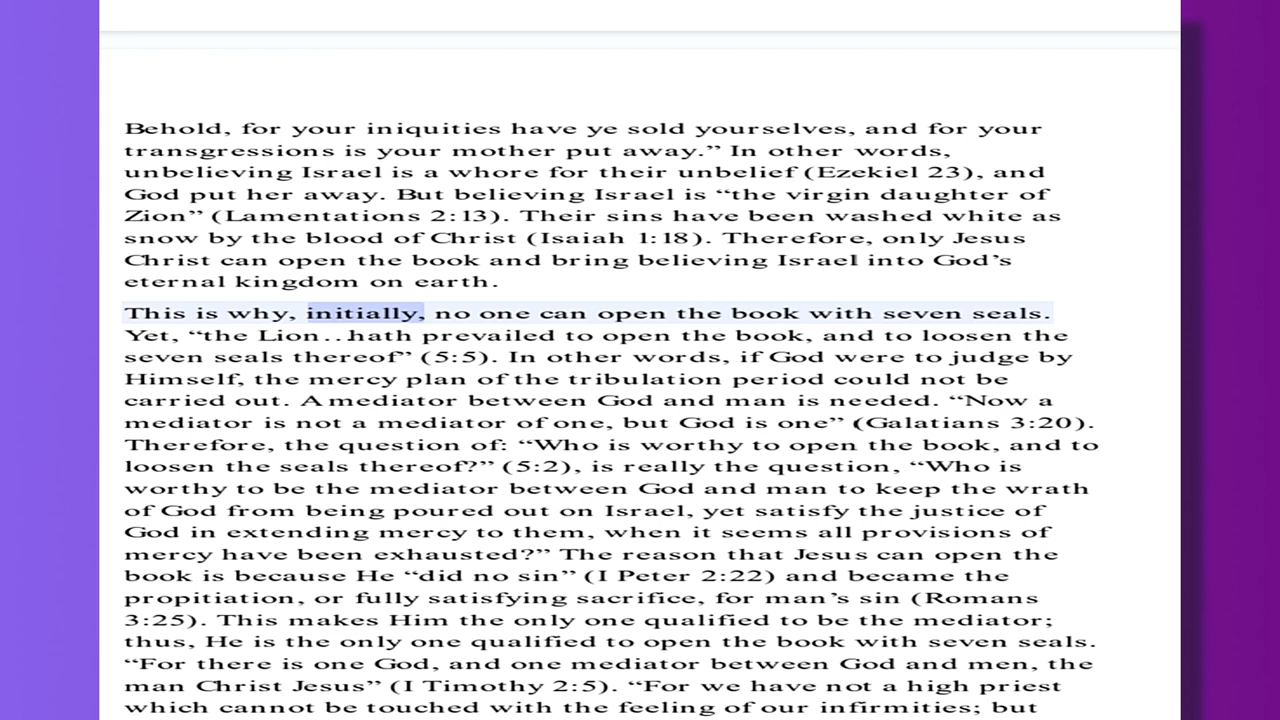 Behold, for your iniquities have ye sold yourselves, and for your
transgressions is your mother put away.” In other words,
unbelieving Israel is a whore for their unbelief (Ezekiel 23), and
God put her away. But believing Israel is “the virgin daughter of
Zion” (Lamentations 2:13). Their sins have been washed white as
snow by the blood of Christ (Isaiah 1:18). Therefore, only Jesus
Christ can open the book and bring believing Israel into God’s
eternal kingdom on earth.
This is why, initially, no one can open the book with seven seals.
Yet, “the Lion…hath prevailed to open the book, and to loosen the
seven seals thereof” (5:5). In other words, if God were to judge by
Himself, the mercy plan of the tribulation period could not be
carried out. A mediator between God and man is needed. “Now a
mediator is not a mediator of one, but God is one” (Galatians 3:20).
Therefore, the question of: “Who is worthy to open the book, and to
loosen the seals thereof?” (5:2), is really the question, “Who is
worthy to be the mediator between God and man to keep the wrath
of God from being poured out on Israel, yet satisfy the justice of
God in extending mercy to them, when it seems all provisions of
mercy have been exhausted?” The reason that Jesus can open the
book is because He “did no sin” (I Peter 2:22) and became the
propitiation, or fully satisfying sacrifice, for man’s sin (Romans
3:25). This makes Him the only one qualified to be the mediator;
thus, He is the only one qualified to open the book with seven seals.
“For there is one God, and one mediator between God and men, the
man Christ Jesus” (I Timothy 2:5). “For we have not a high priest
which cannot be touched with the feeling of our infirmities; but